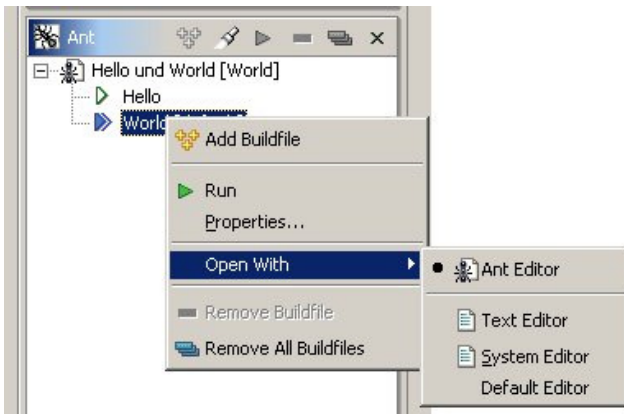 Ant
Hello und World [World]
Hello
World
Add Buildfile
Run
Properties...
Open With
Ant Editor
Remove Buildfile
Text Editor
Remove All Buildfiles
System Editor
Default Editor